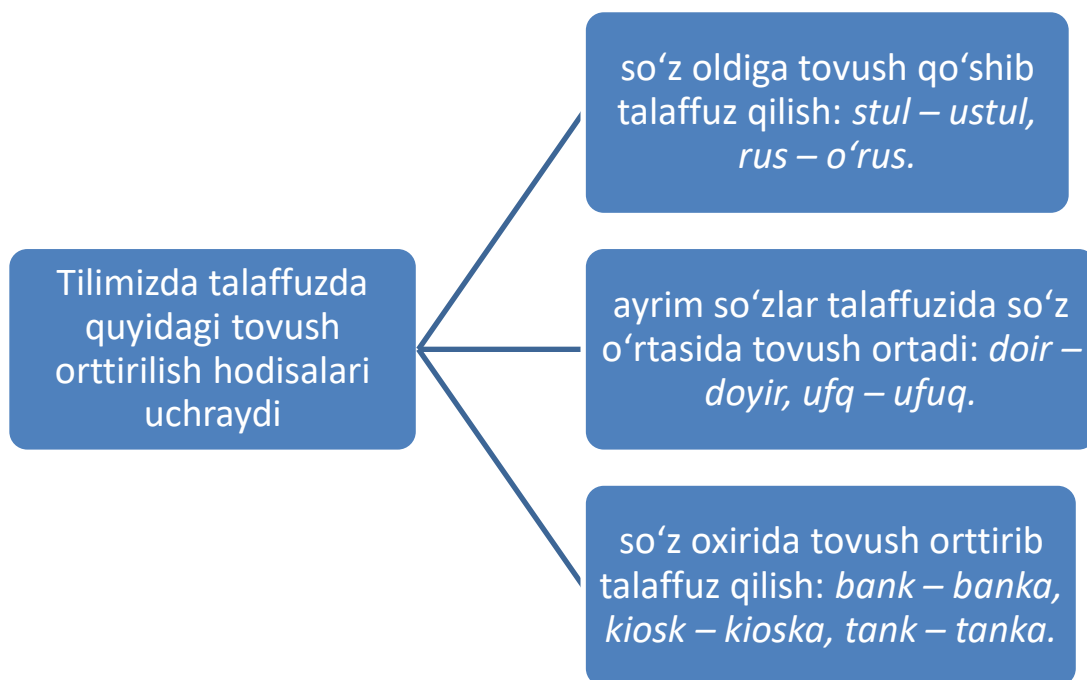 Tilimizda talaffuzda
quyidagi tovush
orttirilish hodisalari
uchraydi
so‘z oldiga tovush qo‘shib
talaffuz qilish: stul – ustul,
rus – o‘rus.
ayrim so‘zlar talaffuzida so‘z
o‘rtasida tovush ortadi: doir –
doyir, ufq – ufuq.
so‘z oxirida tovush orttirib
talaffuz qilish: bank – banka,
kiosk – kioska, tank – tanka.